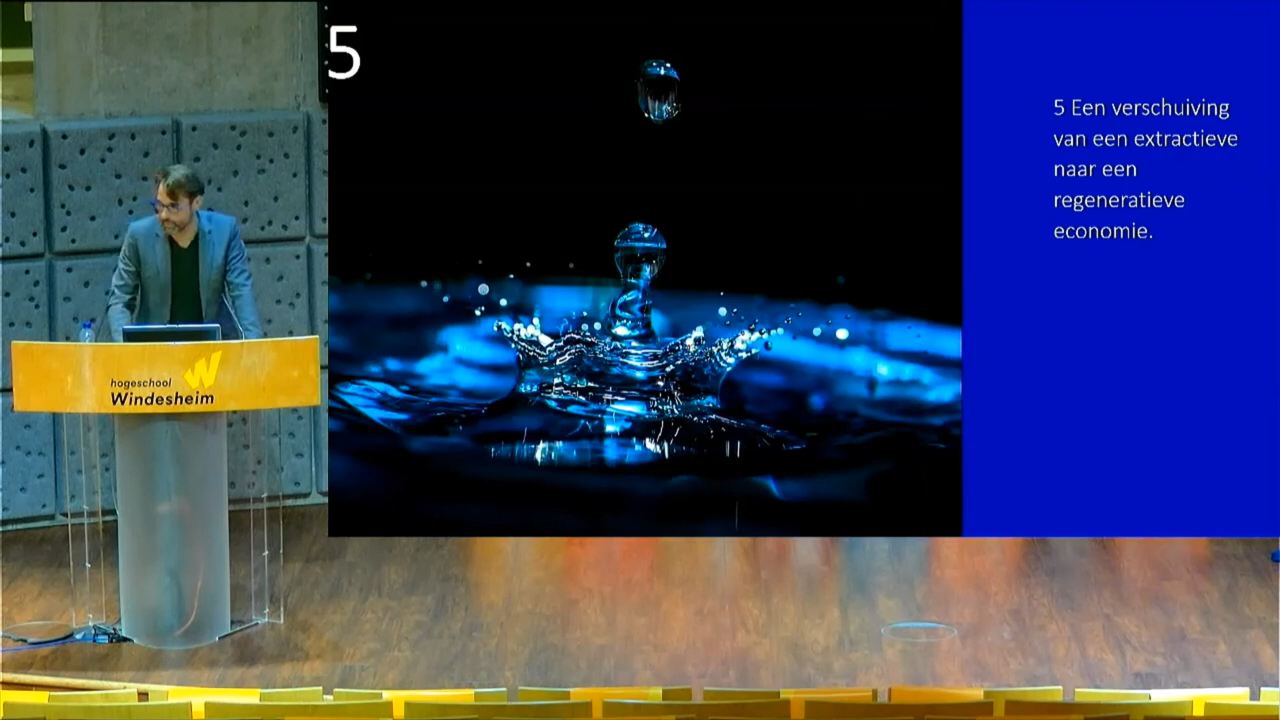 5
5 Een verschuiving
van een extractieve
naar een
regeneratieve
economie.
hogeschool
Windesheim